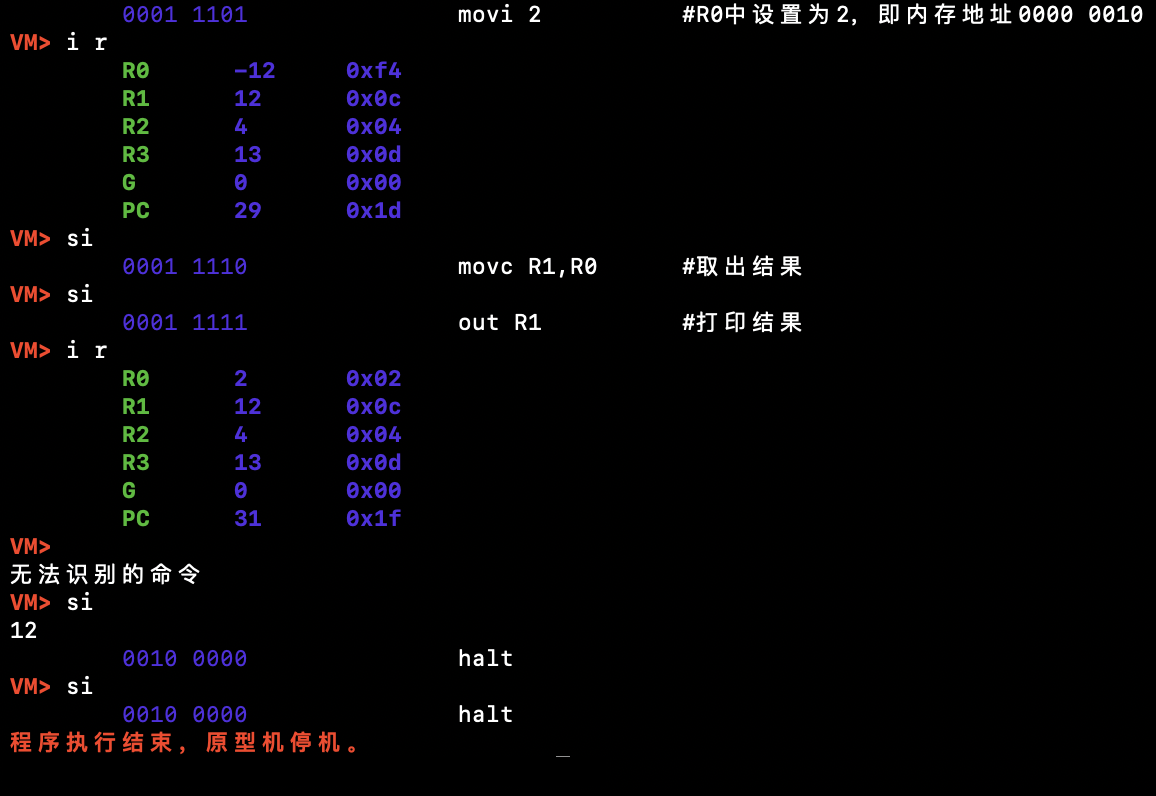 0001 1101 movi 2 #R0中设置为2, 即内存地址0000 0010
VM> i r
R0 -12 0xf4
R1 12 0x0c
R2 4 0x04
R3 13 0x0d
G 0 0x00
PC 29 0x1d
VM> si
0001 1110 movc R1,R0 #取出结果
VM> si
0001 1111 out R1 #打印结果
VM> i r
R0 2 0x02
R1 12 0x0c
R2 4 0x04
R3 13 0x0d
G 0 0x00
PC 31 0x1f
VM>
无法识别的命令
VM> si
12
0010 0000 halt
VM> si
0010 0000 halt
程序执行结束, 原型机停机。